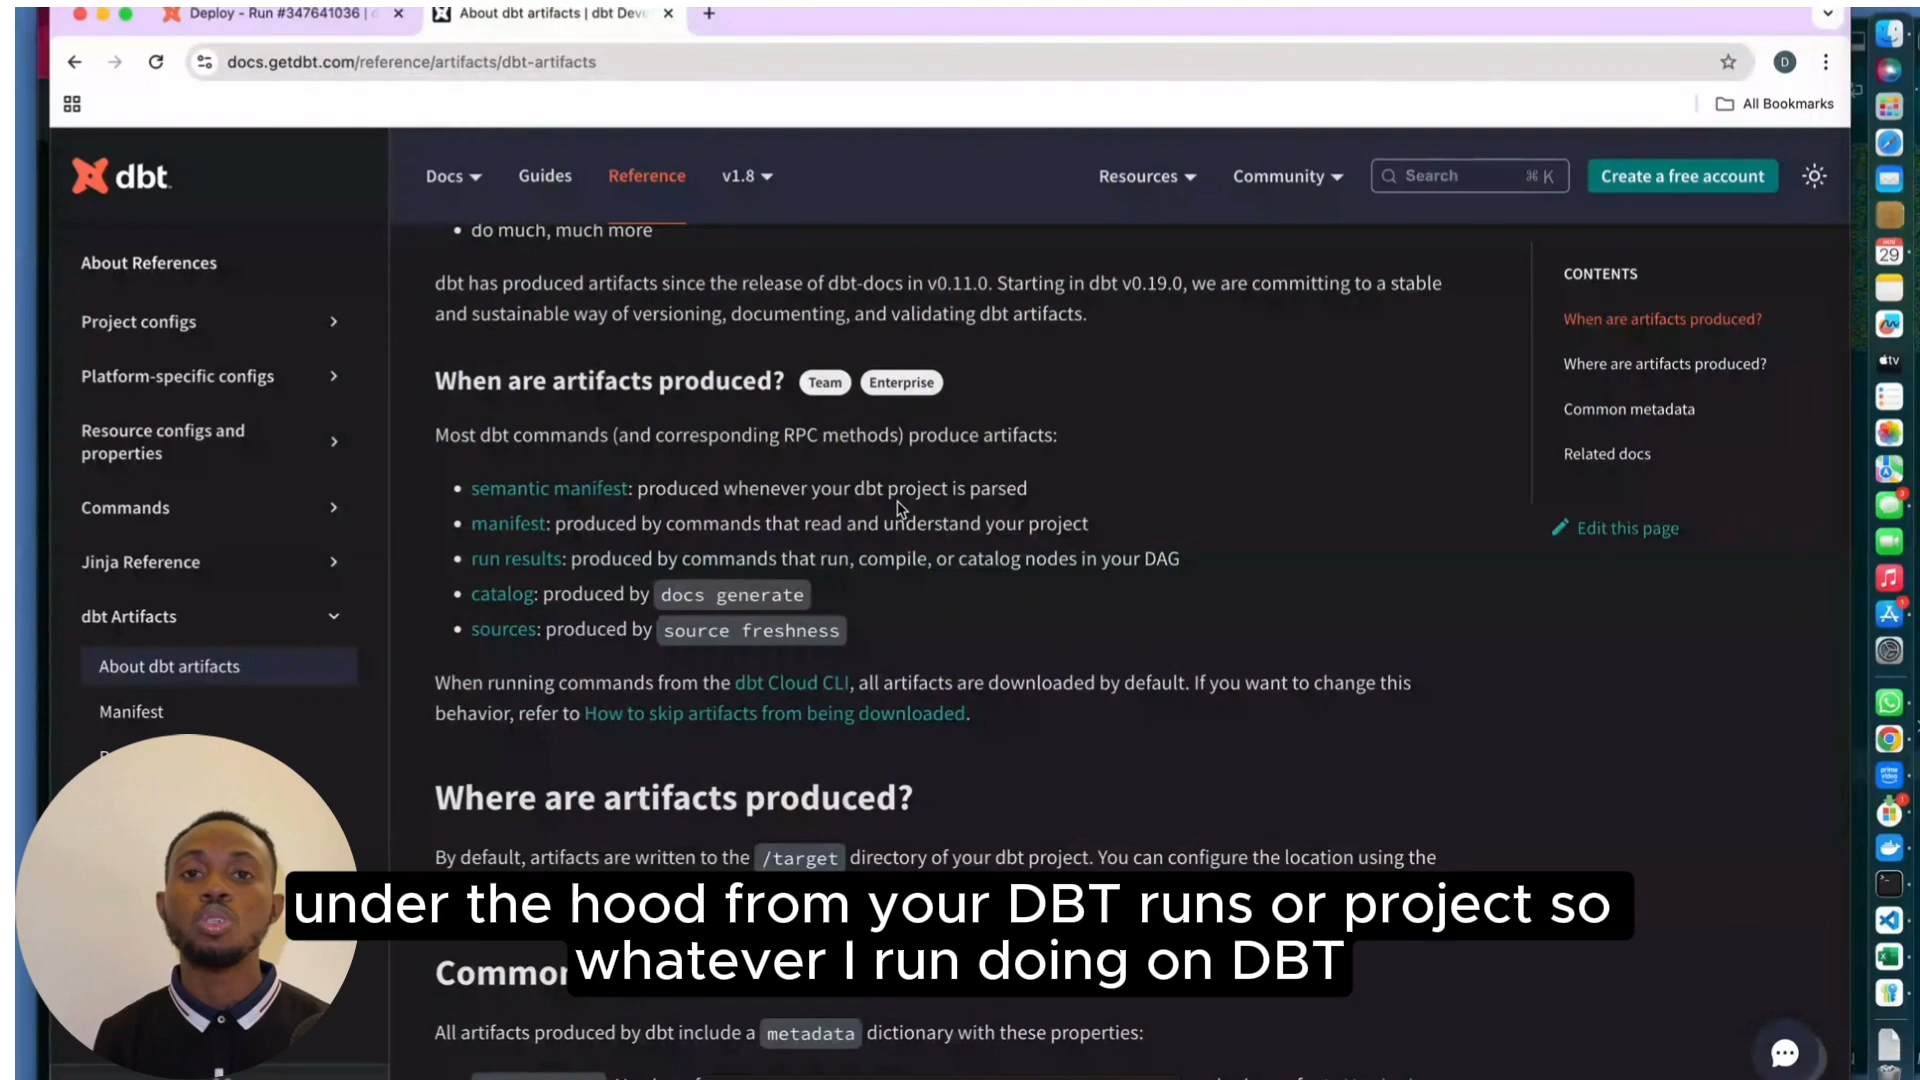 Deploy - Run #347641036 |
About dbt artifacts | dbt Deve
docs.getdbt.com/reference/artifacts/dbt-artifacts
D
All Bookmarks
dbt
Docs
Guides
Reference
v1.8
Resources
Community
Search
⌘ K
Create a free account
do much, much more
About References
Project configs
Platform-specific configs
Resource configs and
properties
Commands
Jinja Reference
dbt Artifacts
About dbt artifacts
Manifest
dbt has produced artifacts since the release of dbt-docs in v0.11.0. Starting in dbt v0.19.0, we are committing to a stable
and sustainable way of versioning, documenting, and validating dbt artifacts.
When are artifacts produced? Team Enterprise
Most dbt commands (and corresponding RPC methods) produce artifacts:
semantic manifest: produced whenever your dbt project is parsed
manifest: produced by commands that read and understand your project
run results: produced by commands that run, compile, or catalog nodes in your DAG
catalog: produced by docs generate
sources: produced by source freshness
When running commands from the dbt Cloud CLI, all artifacts are downloaded by default. If you want to change this
behavior, refer to How to skip artifacts from being downloaded.
Where are artifacts produced?
By default, artifacts are written to the /target directory of your dbt project. You can configure the location using the
under the hood from your DBT runs or project so
whatever I run doing on DBT
Common
All artifacts produced by dbt include a metadata dictionary with these properties:
CONTENTS
When are artifacts produced?
Where are artifacts produced?
Common metadata
Related docs
Edit this page
NOV
29
tv
prime
video